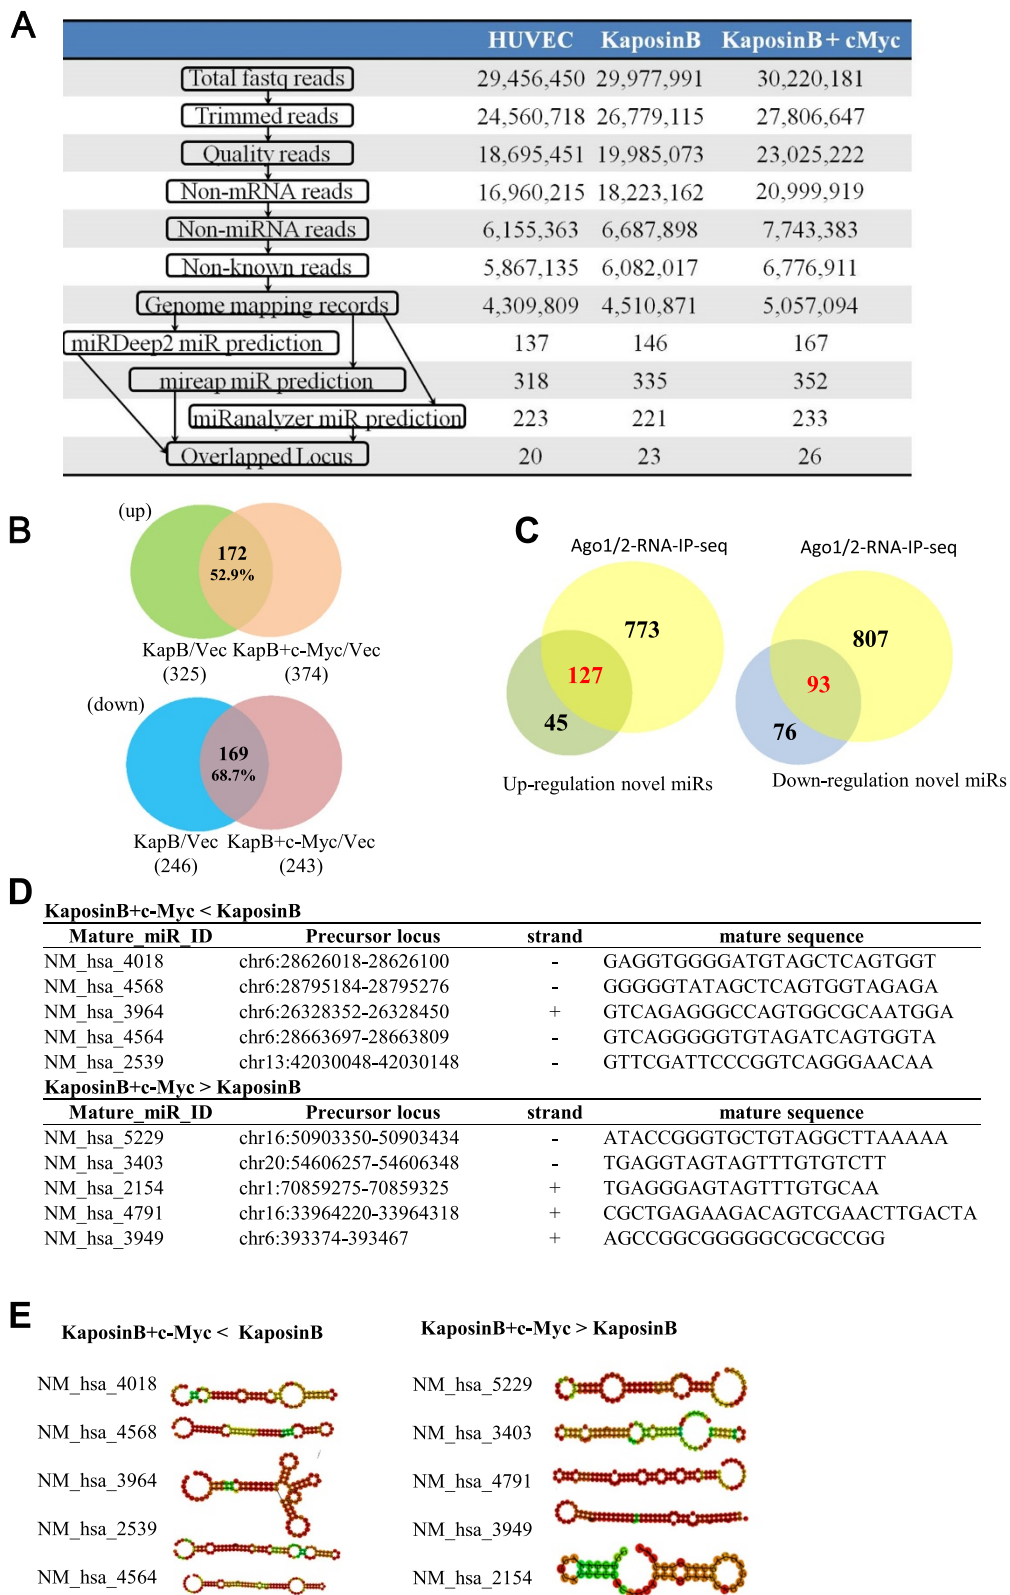 A
HUVEC KaposinB KaposinB + cMyc
Total fastq reads 29,456,450 29,977,991 30,220,181
Trimmed reads 24,560,718 26,779,115 27,806,647
Quality reads 18,695,451 19,985,073 23,025,222
Non-mRNA reads 16,960,215 18,223,162 20,999,919
Non-miRNA reads 6,155,363 6,687,898 7,743,383
Non-known reads 5,867,135 6,082,017 6,776,911
Genome mapping records 4,309,809 4,510,871 5,057,094
miRDeep2 miR prediction 137 146 167
mireap miR prediction 318 335 352
miRanalyzer miR prediction 223 221 233
Overlapped Locus 20 23 26
B
(up)
172
52.9%
KapB/Vec KapB+c-Myc/Vec
(325) (374)
(down)
169
68.7%
KapB/Vec KapB+c-Myc/Vec
(246) (243)
C
Ago1/2-RNA-IP-seq
773
127
45
Up-regulation novel miRs
Ago1/2-RNA-IP-seq
807
93
76
Down-regulation novel miRs
D
KaposinB+c-Myc < KaposinB
Mature_miR_ID Precursor locus strand mature sequence
NM_hsa_4018 chr6:28626018-28626100 - GAGGTGGGGATGTAGCTCAGTGGT
NM_hsa_4568 chr6:28795184-28795276 - GGGGGTATAGCTCAGTGGTAGAGA
NM_hsa_3964 chr6:26328352-26328450 + GTCAGAGGGCCAGTGGCGCAATGGA
NM_hsa_4564 chr6:28663697-28663809 - GTCAGGGGGTGTAGATCAGTGGTA
NM_hsa_2539 chr13:42030048-42030148 - GTTCGATTCCCGGTCAGGGAACAA
KaposinB+c-Myc > KaposinB
Mature_miR_ID Precursor locus strand mature sequence
NM_hsa_5229 chr16:50903350-50903434 - ATACCGGGTGCTGTAGGCTTAAAAA
NM_hsa_3403 chr20:54606257-54606348 - TGAGGTAGTAGTTTGTGTCTT
NM_hsa_2154 chr1:70859275-70859325 + TGAGGGAGTAGTTTGTGCAA
NM_hsa_4791 chr16:33964220-33964318 + CGCTGAGAAGACAGTCGAACTTGACTA
NM_hsa_3949 chr6:393374-393467 + AGCCGGCGGGGGCGCGCCGG
E
KaposinB+c-Myc < KaposinB
NM_hsa_4018
NM_hsa_4568
NM_hsa_3964
NM_hsa_2539
NM_hsa_4564
KaposinB+c-Myc > KaposinB
NM_hsa_5229
NM_hsa_3403
NM_hsa_4791
NM_hsa_3949
NM_hsa_2154